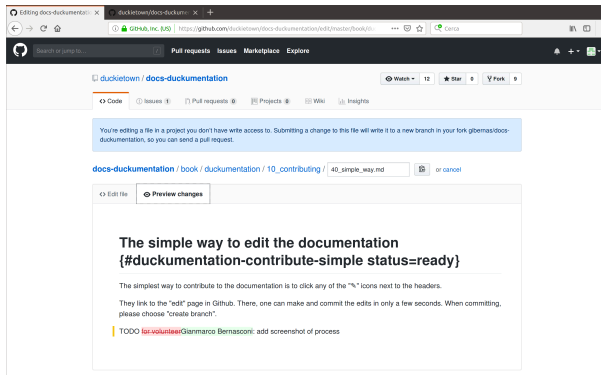 Editing docs-duckumentation
duckietown/docs-duckume
GitHub, Inc. (US) https://github.com/duckietown/docs-duckumentation/edit/master/book/d
Cerca
Search or jump to...
Pull requests Issues Marketplace Explore
duckietown / docs-duckumentation
Watch 12 Star 0 Fork 9
Code Issues 1 Pull requests 0 Projects 0 Wiki Insights
You're editing a file in a project you don't have write access to. Submitting a change to this file will write it to a new branch in your fork gibernas/docs-
duckumentation, so you can send a pull request.
docs-duckumentation / book / duckumentation / 10_contributing / 40_simple_way.md or cancel
Edit file Preview changes
The simple way to edit the documentation
{#duckumentation-contribute-simple status=ready}
The simplest way to contribute to the documentation is to click any of the "✎" icons next to the headers.
They link to the "edit" page in Github. There, one can make and commit the edits in only a few seconds. When committing,
please choose "create branch".
TODO for volunteerGianmarco Bernasconi: add screenshot of process